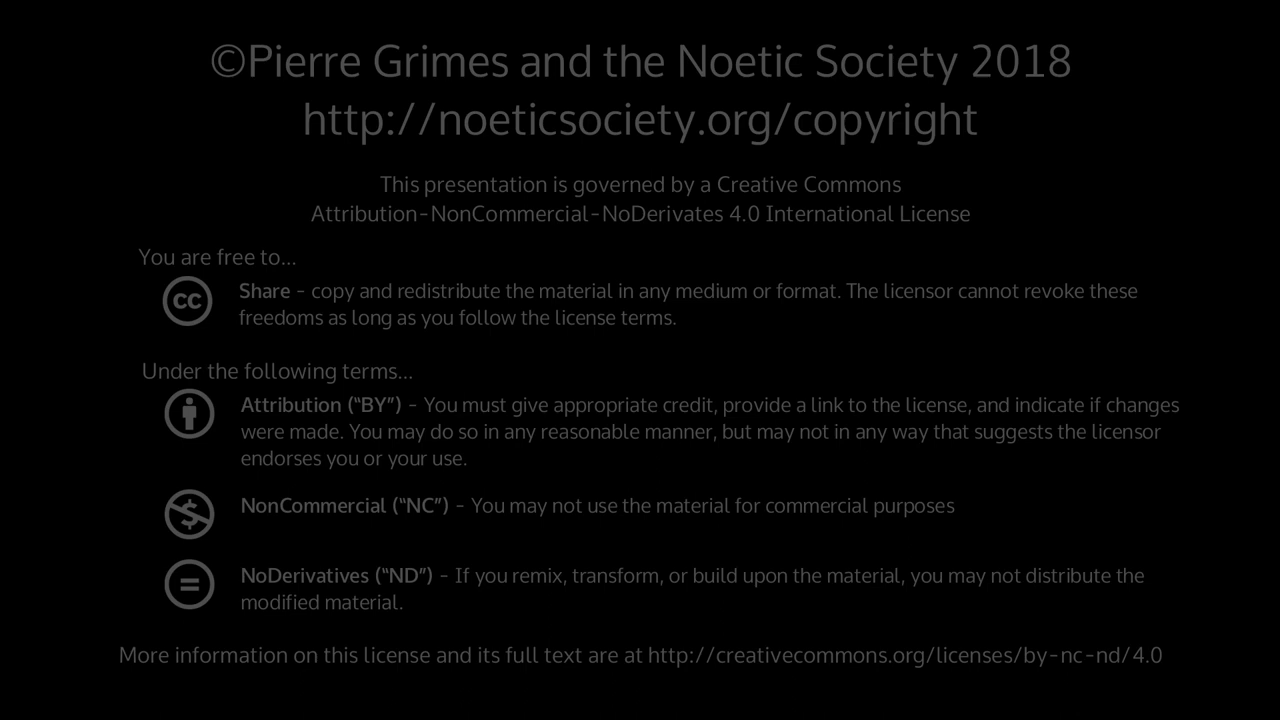 ©Pierre Grimes and the Noetic Society 2018
http://noeticsociety.org/copyright
This presentation is governed by a Creative Commons
Attribution-NonCommercial-NoDerivates 4.0 International License
You are free to...
Share - copy and redistribute the material in any medium or format. The licensor cannot revoke these
freedoms as long as you follow the license terms.
Under the following terms...
Attribution (“BY”) - You must give appropriate credit, provide a link to the license, and indicate if changes
were made. You may do so in any reasonable manner, but may not in any way that suggests the licensor
endorses you or your use.
NonCommercial (“NC”) - You may not use the material for commercial purposes
NoDerivatives (“ND”) - If you remix, transform, or build upon the material, you may not distribute the
modified material.
More information on this license and its full text are at http://creativecommons.org/licenses/by-nc-nd/4.0